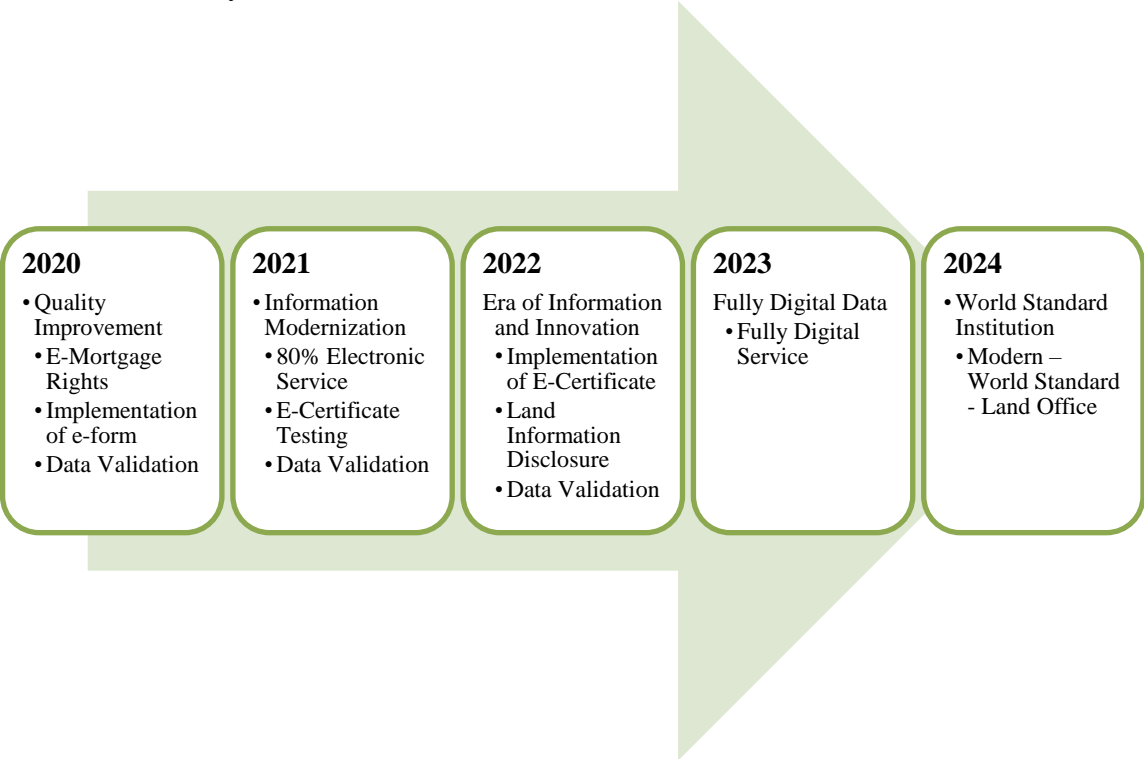 2020
• Quality
Improvement
• E-Mortgage
Rights
• Implementation
of e-form
• Data Validation
2021
• Information
Modernization
• 80% Electronic
Service
• E-Certificate
Testing
• Data Validation
2022
Era of Information
and Innovation
• Implementation
of E-Certificate
• Land
Information
Disclosure
• Data Validation
2023
Fully Digital Data
• Fully Digital
Service
2024
• World Standard
Institution
• Modern –
World Standard
- Land Office